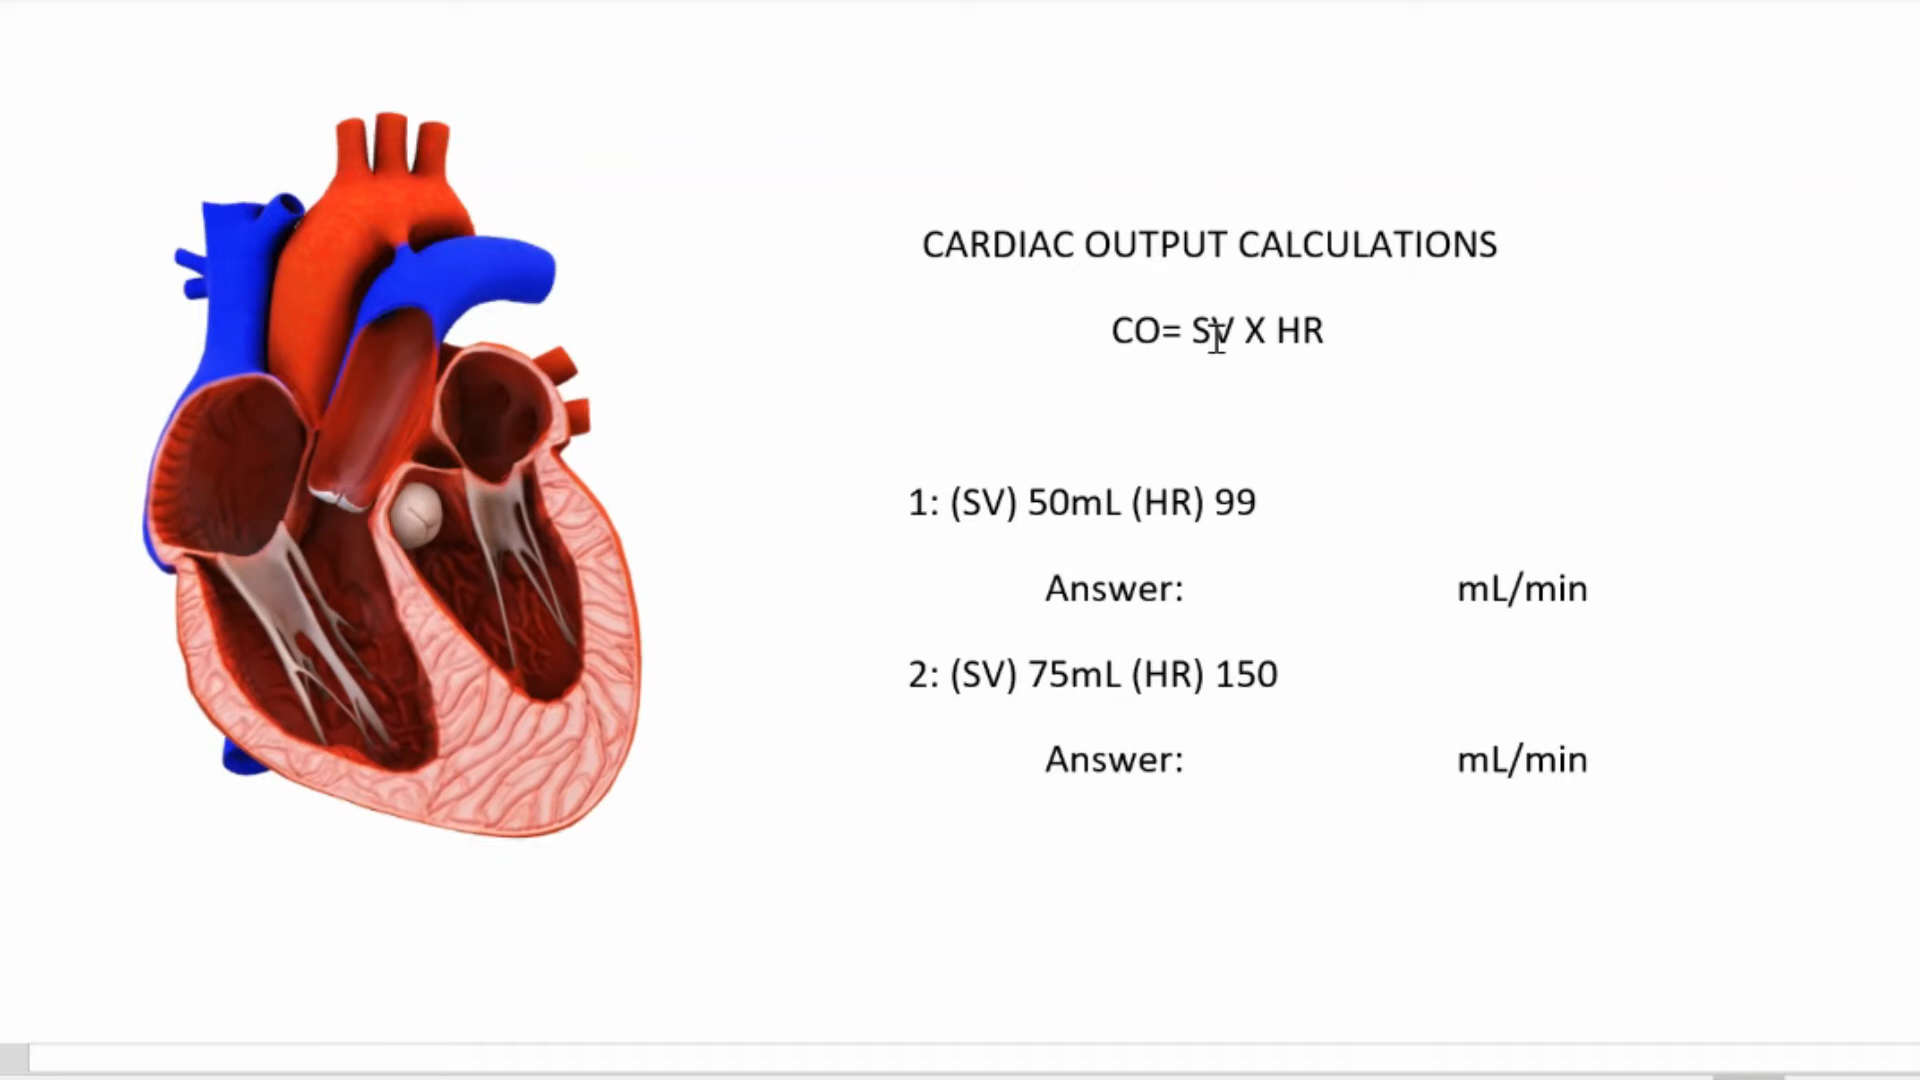 CARDIAC OUTPUT CALCULATIONS
CO= SV X HR
1: (SV) 50mL (HR) 99
Answer: mL/min
2: (SV) 75mL (HR) 150
Answer: mL/min